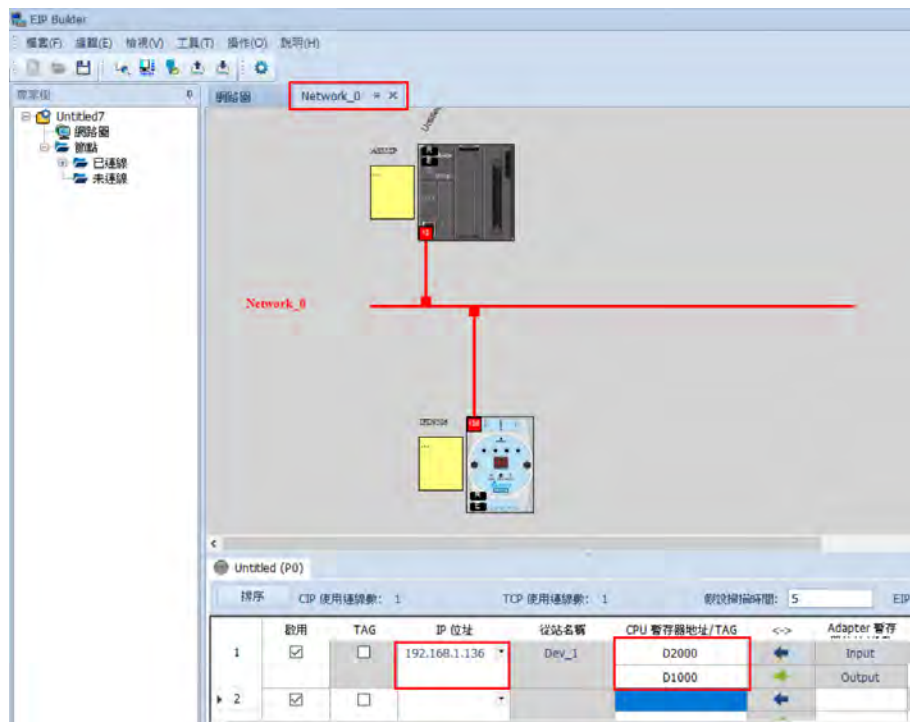 EIP Builder
檔案(F) 編輯(E) 檢視(V) 工具(T) 操作(O) 說明(H)
專案樹
網路圖
Network_0
Untitled7
網路圖
節點
已連線
未連線
Network_0
Untitled (P0)
排序 CIP 使用連線數: 1 TCP 使用連線數: 1 假設掃描時間: 5 EIP
啟用 TAG IP 位址 從站名稱 CPU 暫存器地址/TAG <-> Adapter 暫存
1 192.168.1.136 Dev_1 D2000 Input
D1000 Output
2